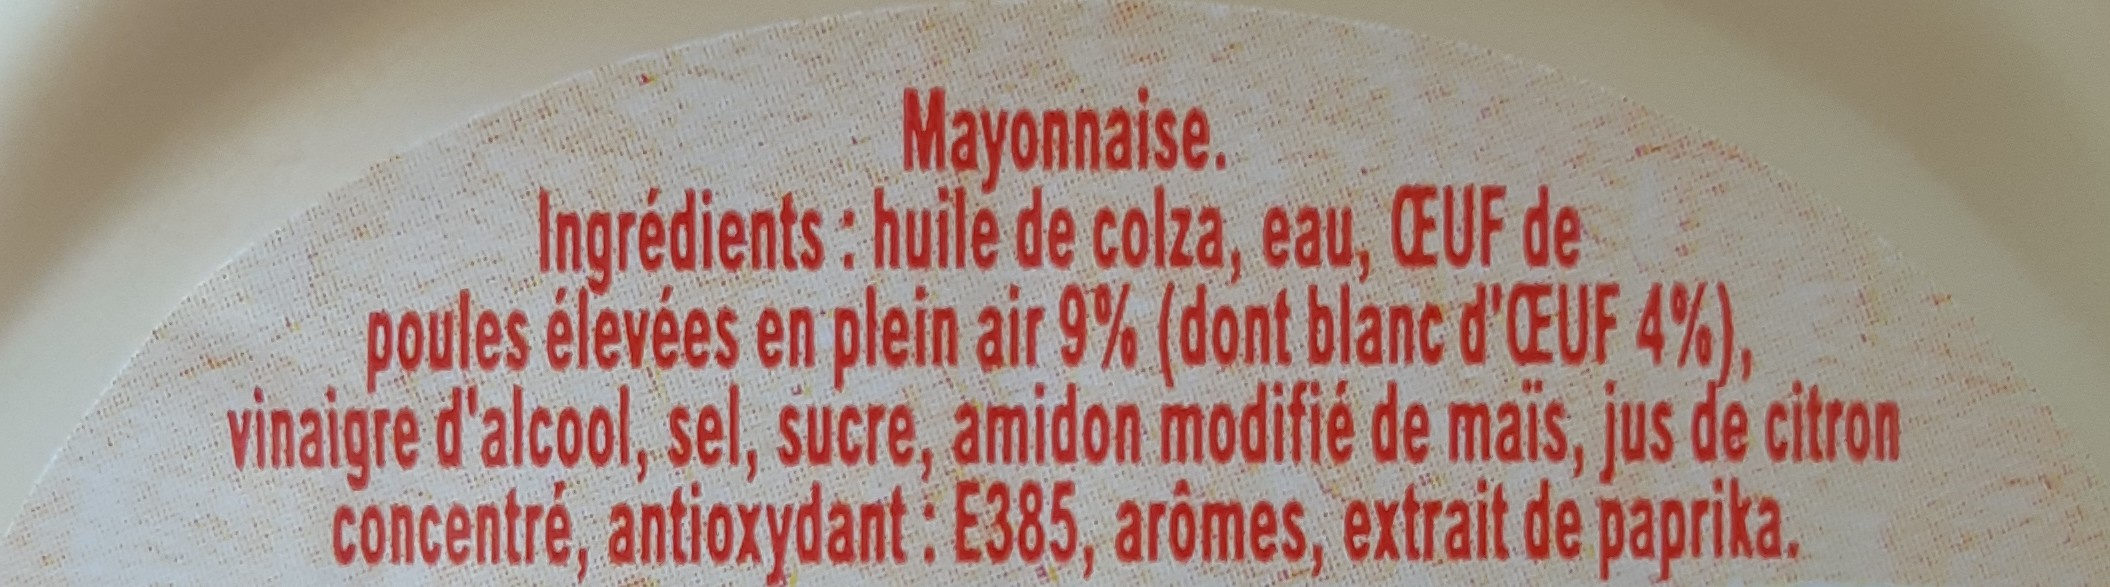 Mayonnaise.
Ingrédients : huile de colza, eau, ŒUF de
poules élevées en plein air 9% (dont blanc d'ŒUF 4%),
vinaigre d'alcool, sel, sucre, amidon modifié de maïs, jus de citron
concentré, antioxydant : E385, arômes, extrait de paprika.